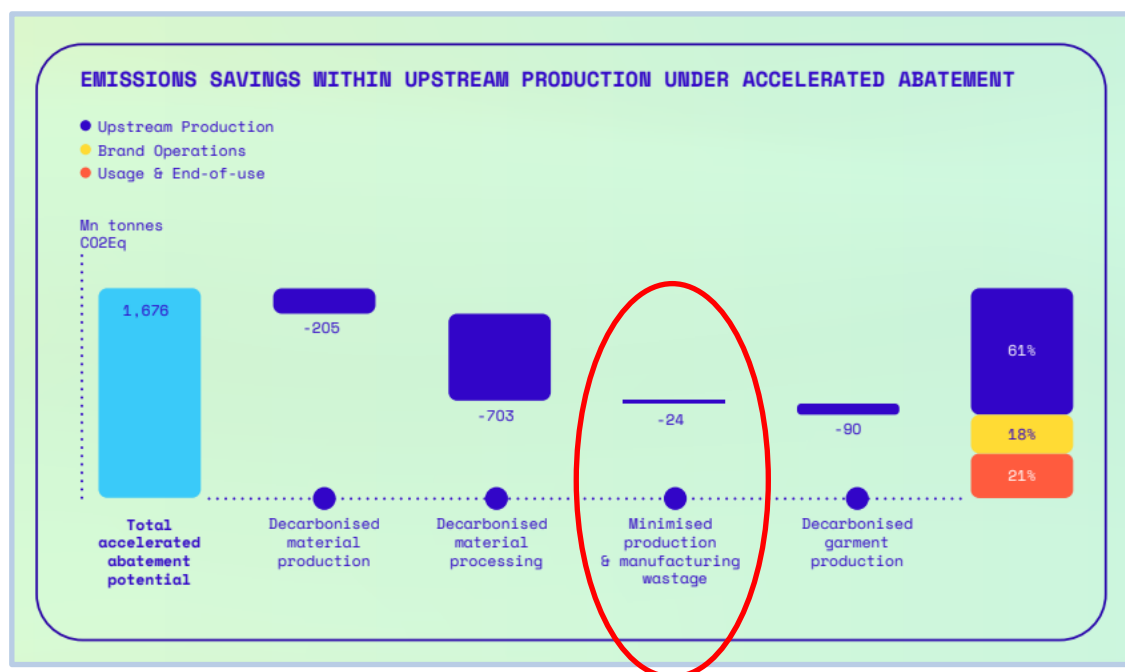 EMISSIONS SAVINGS WITHIN UPSTREAM PRODUCTION UNDER ACCELERATED ABATEMENT
Upstream Production
Brand Operations
Usage & End-of-use
Mn tonnes
CO2Eq
1,676
-205
-703
-24
-90
61%
18%
21%
Total
accelerated
abatement
potential
Decarbonised
material
production
Decarbonised
material
processing
Minimised
production
& manufacturing
wastage
Decarbonised
garment
production